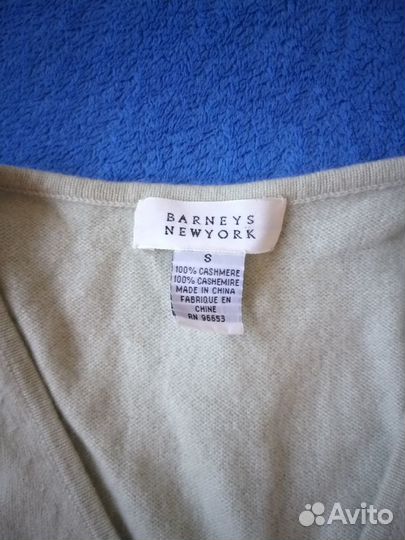 BARNEYS
NEWYORK
S
100% CASHMERE
100% CASHEMIRE
MADE IN CHINA
FABRIQUE EN
CHINE
RN 96653
Avito